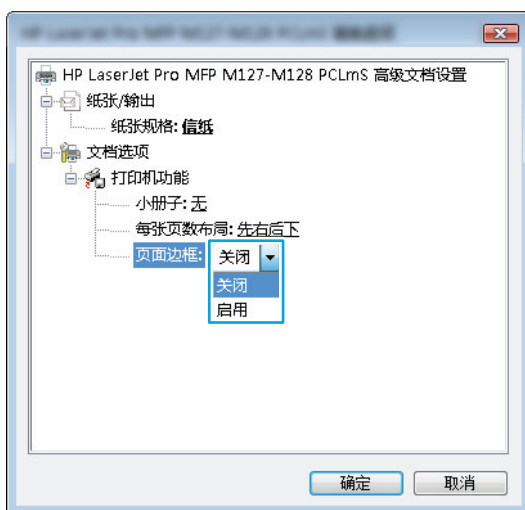 HP LaserJet Pro MFP M127-M128 PCLmS 高级文档设置
纸张/输出
纸张规格: 信纸
文档选项
打印机功能
小册子: 无
每张页数布局: 先右后下
页面边框: 关闭
关闭
启用
确定 取消